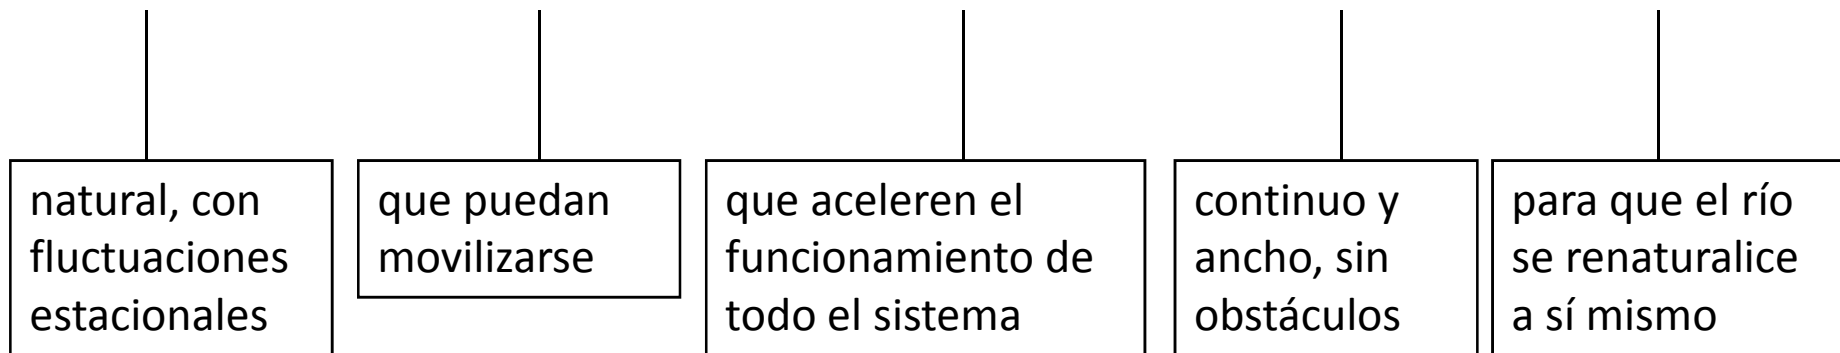 natural, con
fluctuaciones
estacionales
que puedan
movilizarse
que aceleren el
funcionamiento de
todo el sistema
continuo y
ancho, sin
obstáculos
para que el río
se renaturalice
a sí mismo